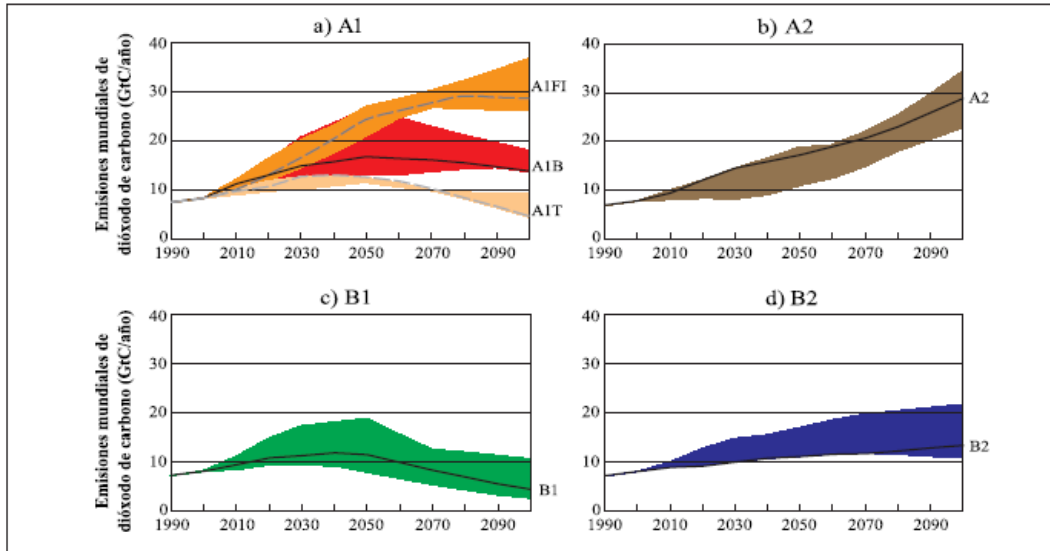 a) A1
b) A2
Emisiones mundiales de
dióxodo de carbono (GtC/año)
40
30
20
10
0
A1FI
A1B
A1T
1990 2010 2030 2050 2070 2090
40
30
20
10
0
A2
1990 2010 2030 2050 2070 2090
c) B1
d) B2
Emisiones mundiales de
dióxodo de carbono (GtC/año)
40
30
20
10
0
B1
1990 2010 2030 2050 2070 2090
40
30
20
10
0
B2
1990 2010 2030 2050 2070 2090